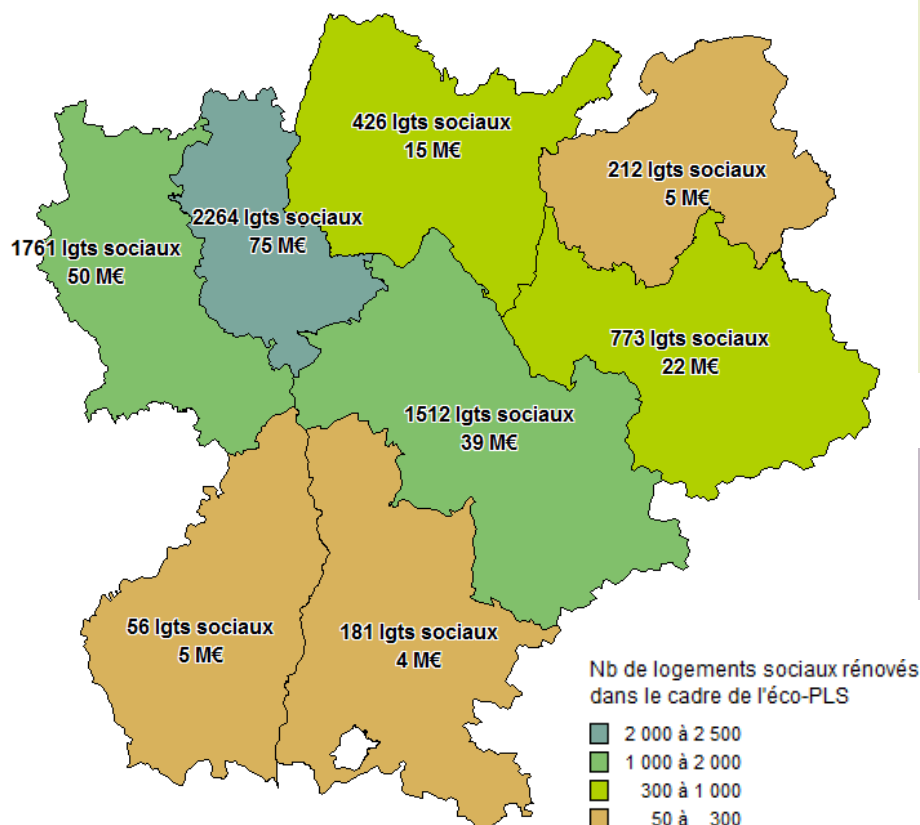 426 lgts sociaux
15 M€
212 lgts sociaux
5 M€
2264 lgts sociaux
75 M€
1761 lgts sociaux
50 M€
773 lgts sociaux
22 M€
1512 lgts sociaux
39 M€
56 lgts sociaux
5 M€
181 lgts sociaux
4 M€
Nb de logements sociaux rénovés
dans le cadre de l'éco-PLS
2 000 à 2 500
1 000 à 2 000
300 à 1 000
50 à 300